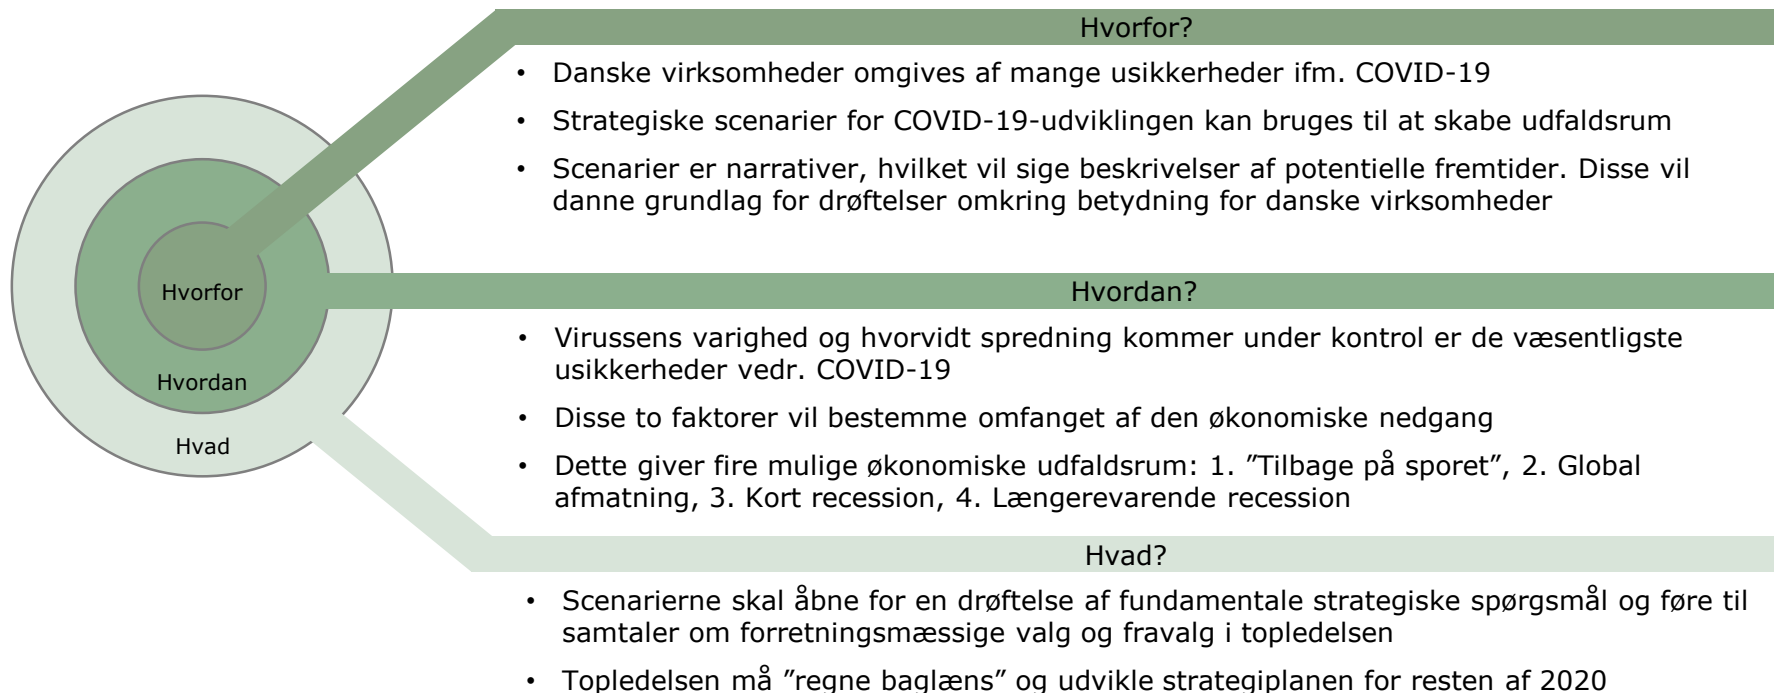 Hvorfor?
• Danske virksomheder omgives af mange usikkerheder ifm. COVID-19
• Strategiske scenarier for COVID-19-udviklingen kan bruges til at skabe udfaldsrum
• Scenarier er narrativer, hvilket vil sige beskrivelser af potentielle fremtider. Disse vil
danne grundlag for drøftelser omkring betydning for danske virksomheder
Hvorfor
Hvordan
Hvad
Hvordan?
• Virussens varighed og hvorvidt spredning kommer under kontrol er de væsentligste
usikkerheder vedr. COVID-19
• Disse to faktorer vil bestemme omfanget af den økonomiske nedgang
• Dette giver fire mulige økonomiske udfaldsrum: 1. ”Tilbage på sporet”, 2. Global
afmatning, 3. Kort recession, 4. Længerevarende recession
Hvad?
• Scenarierne skal åbne for en drøftelse af fundamentale strategiske spørgsmål og føre til
samtaler om forretningsmæssige valg og fravalg i topledelsen
• Topledelsen må ”regne baglæns” og udvikle strategiplanen for resten af 2020